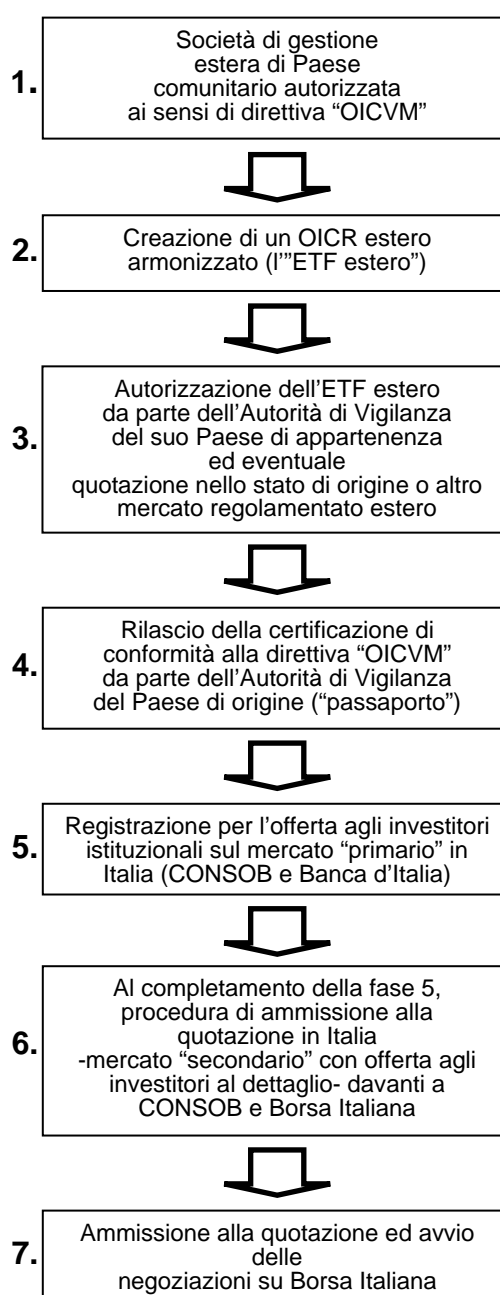 1.
Società di gestione
estera di Paese
comunitario autorizzata
ai sensi di direttiva “OICVM”
2.
Creazione di un OICR estero
armonizzato (l’”ETF estero”)
3.
Autorizzazione dell’ETF estero
da parte dell’Autorità di Vigilanza
del suo Paese di appartenenza
ed eventuale
quotazione nello stato di origine o altro
mercato regolamentato estero
4.
Rilascio della certificazione di
conformità alla direttiva “OICVM”
da parte dell’Autorità di Vigilanza
del Paese di origine (“passaporto”)
5.
Registrazione per l’offerta agli investitori
istituzionali sul mercato “primario” in
Italia (CONSOB e Banca d’Italia)
6.
Al completamento della fase 5,
procedura di ammissione alla
quotazione in Italia
-mercato “secondario” con offerta agli
investitori al dettaglio- davanti a
CONSOB e Borsa Italiana
7.
Ammissione alla quotazione ed avvio
delle
negoziazioni su Borsa Italiana